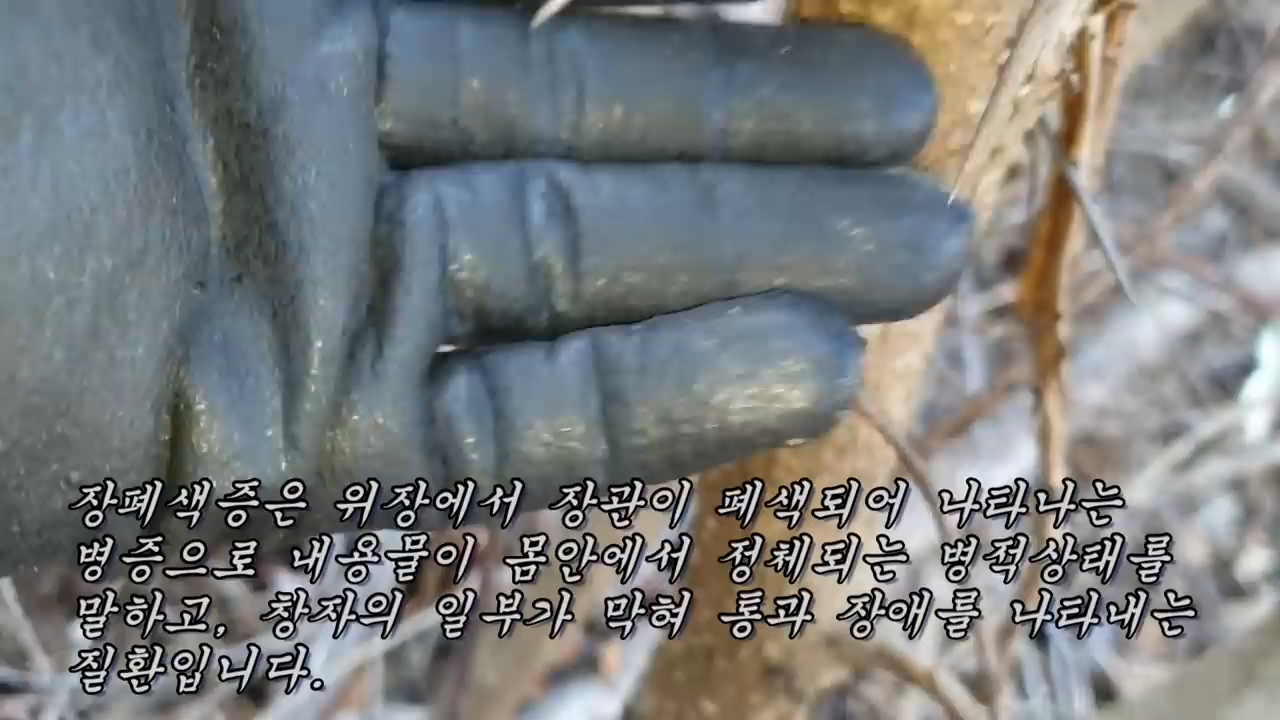 장폐색증은 위장에서 장관이 폐색되어 나타나는
병증으로 내용물이 몸안에서 정체되는 병적상태를
말하고, 창자의 일부가 막혀 통과 장애를 나타내는
질환입니다.